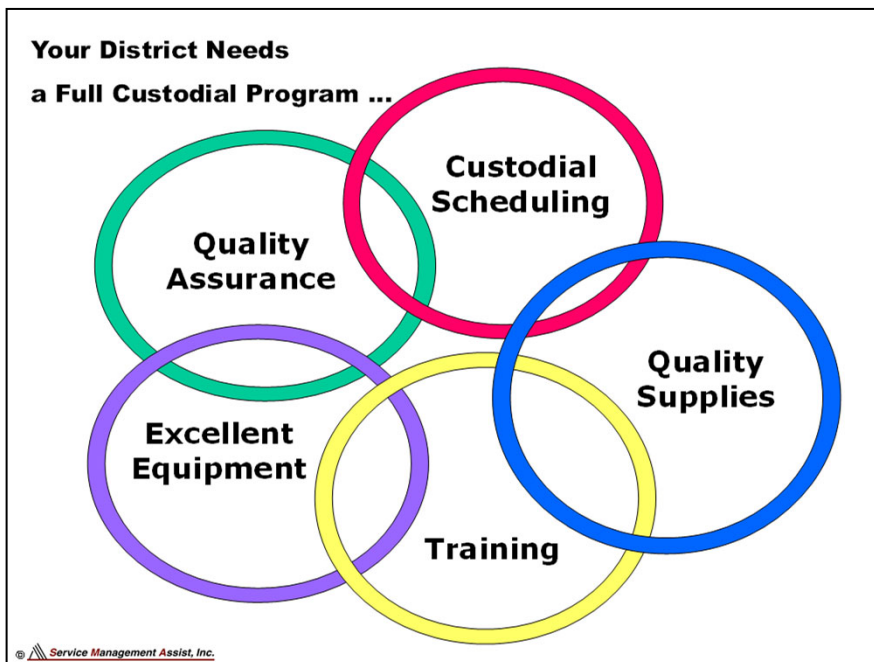 Your District Needs
a Full Custodial Program ...
Custodial
Scheduling
Quality
Assurance
Quality
Supplies
Excellent
Equipment
Training
© Service Management Assist, Inc.